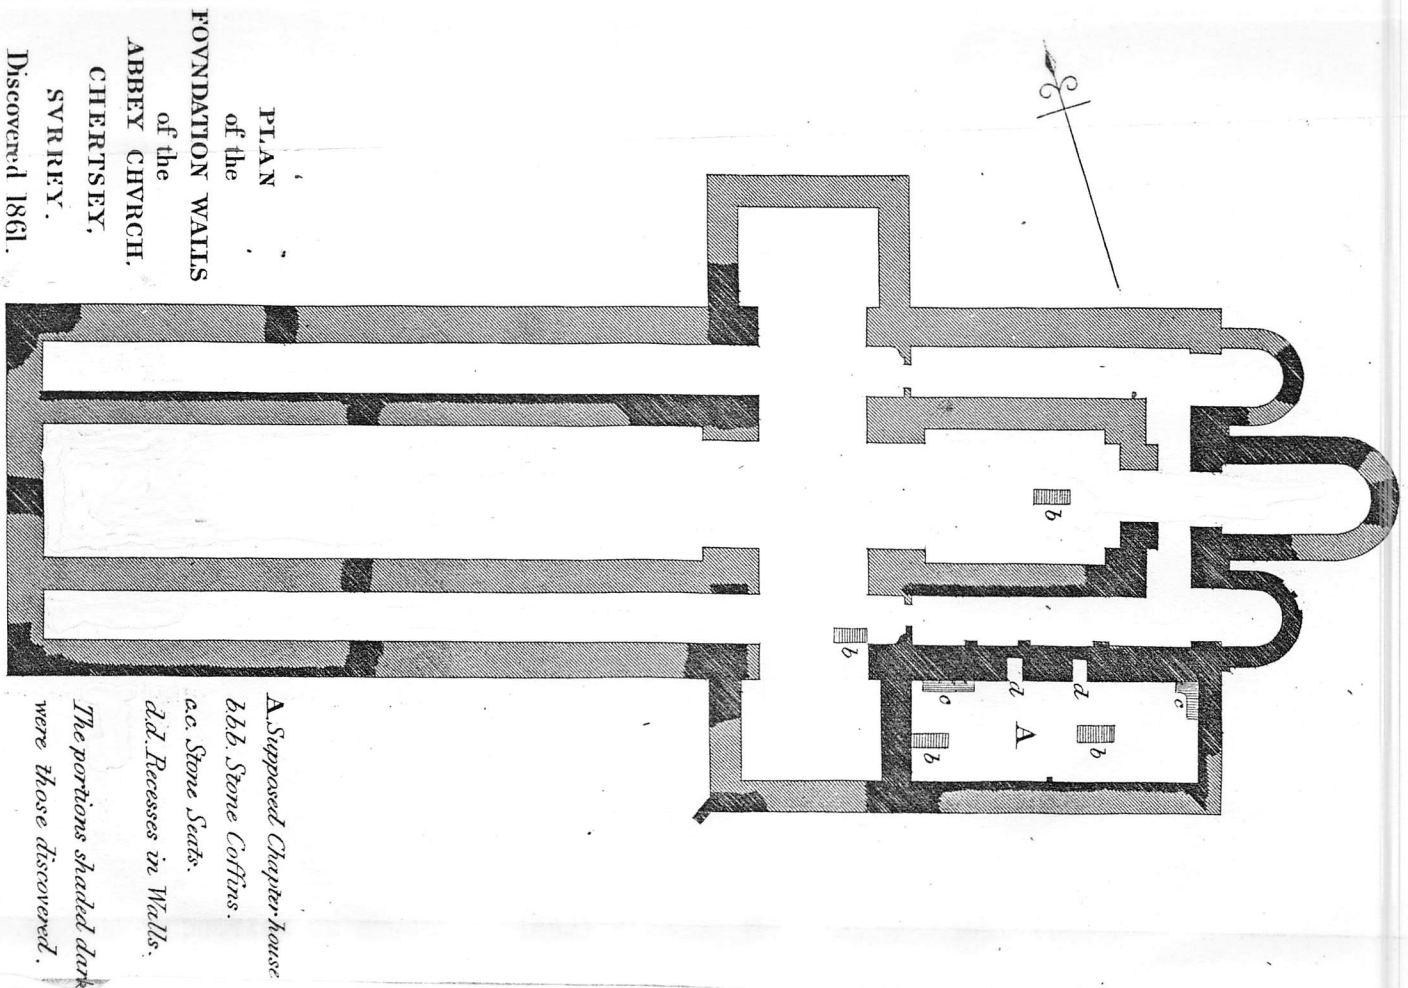 PLAN
of the
FOVNDATION WALLS
of the
ABBEY CHVRCH,
CHERTSEY,
SVRREY.
Discovered 1861.
b
b
c
d
d
c
A
b
b
A. Supposed Chapter house
b.b.b. Stone Coffins.
c.c. Stone Seats.
d.d. Recesses in Walls.
The portions shaded dark
were those discovered.